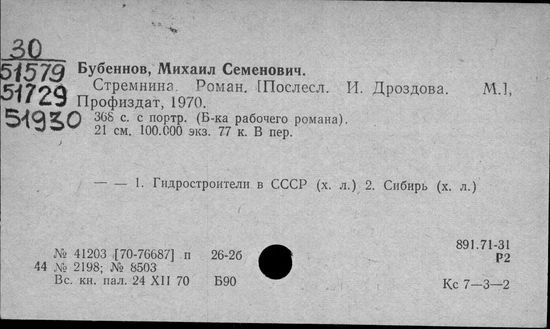 30
51579
51729
51930
Бубеннов, Михаил Семенович.
Стремнина. Роман. [Послесл. И. Дроздова. М.],
Профиздат, 1970.
368 с. с портр. (Б-ка рабочего романа).
21 см. 100.000 экз. 77 к. В пер.
— — 1. Гидростроители в СССР (х. л.) 2. Сибирь (х. л.)
№ 41203 [70-76687] п 26-2б 891.71-31
44 № 2198; № 8503 Р2
Вс. кн. пал. 24 XII 70 Б90 Кс 7—3—2